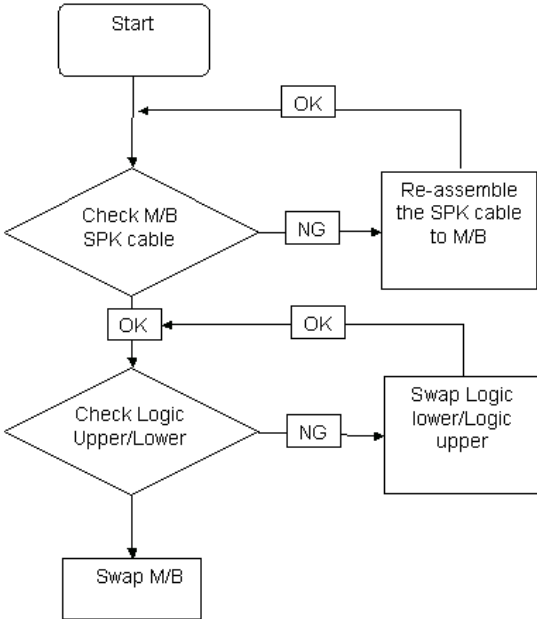 Start
OK
Check M/B
SPK cable
NG
Re-assemble
the SPK cable
to M/B
OK
OK
Check Logic
Upper/Lower
NG
Swap Logic
lower/Logic
upper
Swap M/B